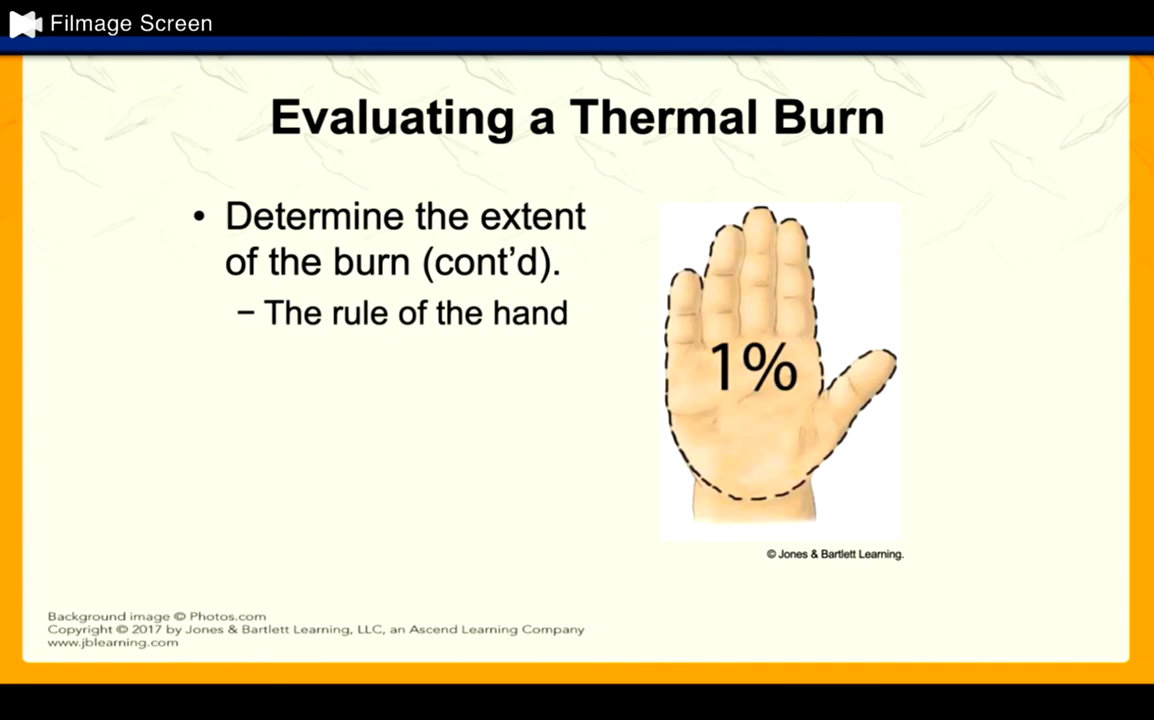 Filmage Screen
Evaluating a Thermal Burn
• Determine the extent
of the burn (cont’d).
− The rule of the hand
1%
© Jones & Bartlett Learning.
Background image © Photos.com
Copyright © 2017 by Jones & Bartlett Learning, LLC, an Ascend Learning Company
www.jblearning.com